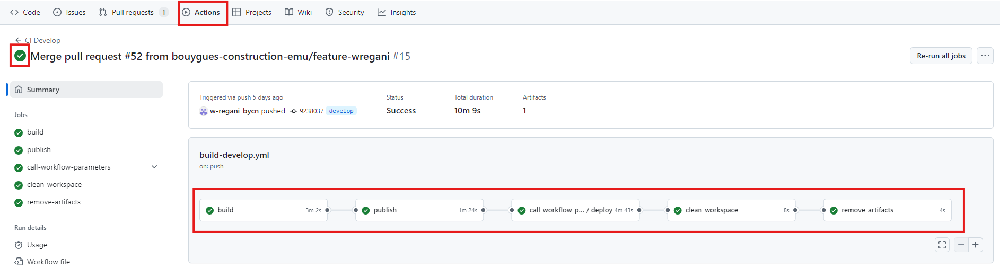 Code Issues Pull requests 1 Actions Projects Wiki Security Insights
CI Develop
Merge pull request #52 from bouygues-construction-emu/feature-wregani #15
Re-run all jobs
Summary
Jobs
build
publish
call-workflow-parameters
clean-workspace
remove-artifacts
Run details
Usage
Workflow file
Triggered via push 5 days ago
w-regani_bycn pushed 9238037 develop
Status
Success
Total duration
10m 9s
Artifacts
1
build-develop.yml
on: push
build 3m 2s
publish 1m 24s
call-workflow-p... / deploy 4m 43s
clean-workspace 8s
remove-artifacts 4s